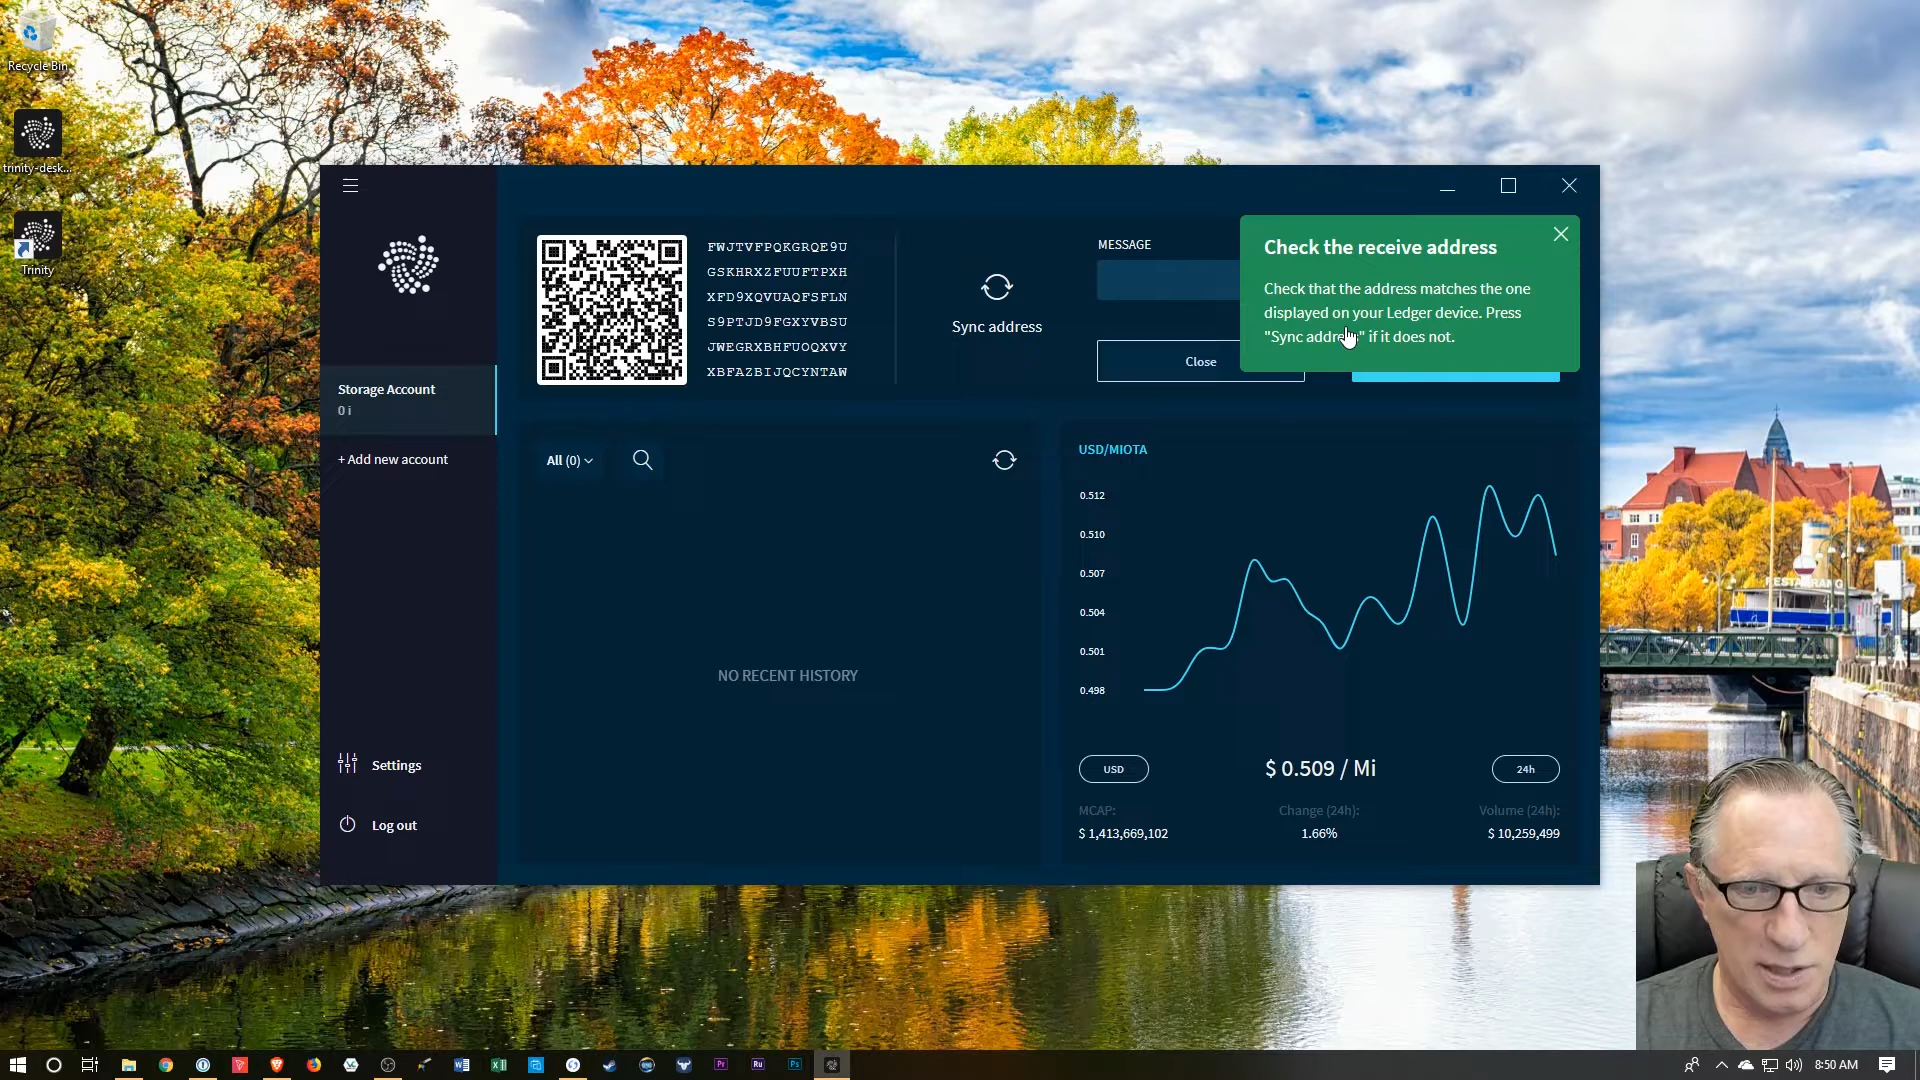 Recycle Bin
trinity-desk...
Trinity
FWJTVFPQKGRQE9U
GSKHRXZFUUFTPXH
XFD9XQVUAQFSFLN
S9PTJD9FGXYVBSU
JWEGRXBHFUOQXVY
XBFAZBIJQCYNTAW
Sync address
MESSAGE
Close
Check the receive address
Check that the address matches the one
displayed on your Ledger device. Press
"Sync address" if it does not.
Storage Account
0 i
+ Add new account
Settings
Log out
All (0)
NO RECENT HISTORY
USD/MIOTA
0.512
0.510
0.507
0.504
0.501
0.498
USD
$ 0.509 / Mi
24h
MCAP:
$ 1,413,669,102
Change (24h):
1.66%
Volume (24h):
$ 10,259,499
RESTAURANG
Pr
Ru
Ps
8:50 AM